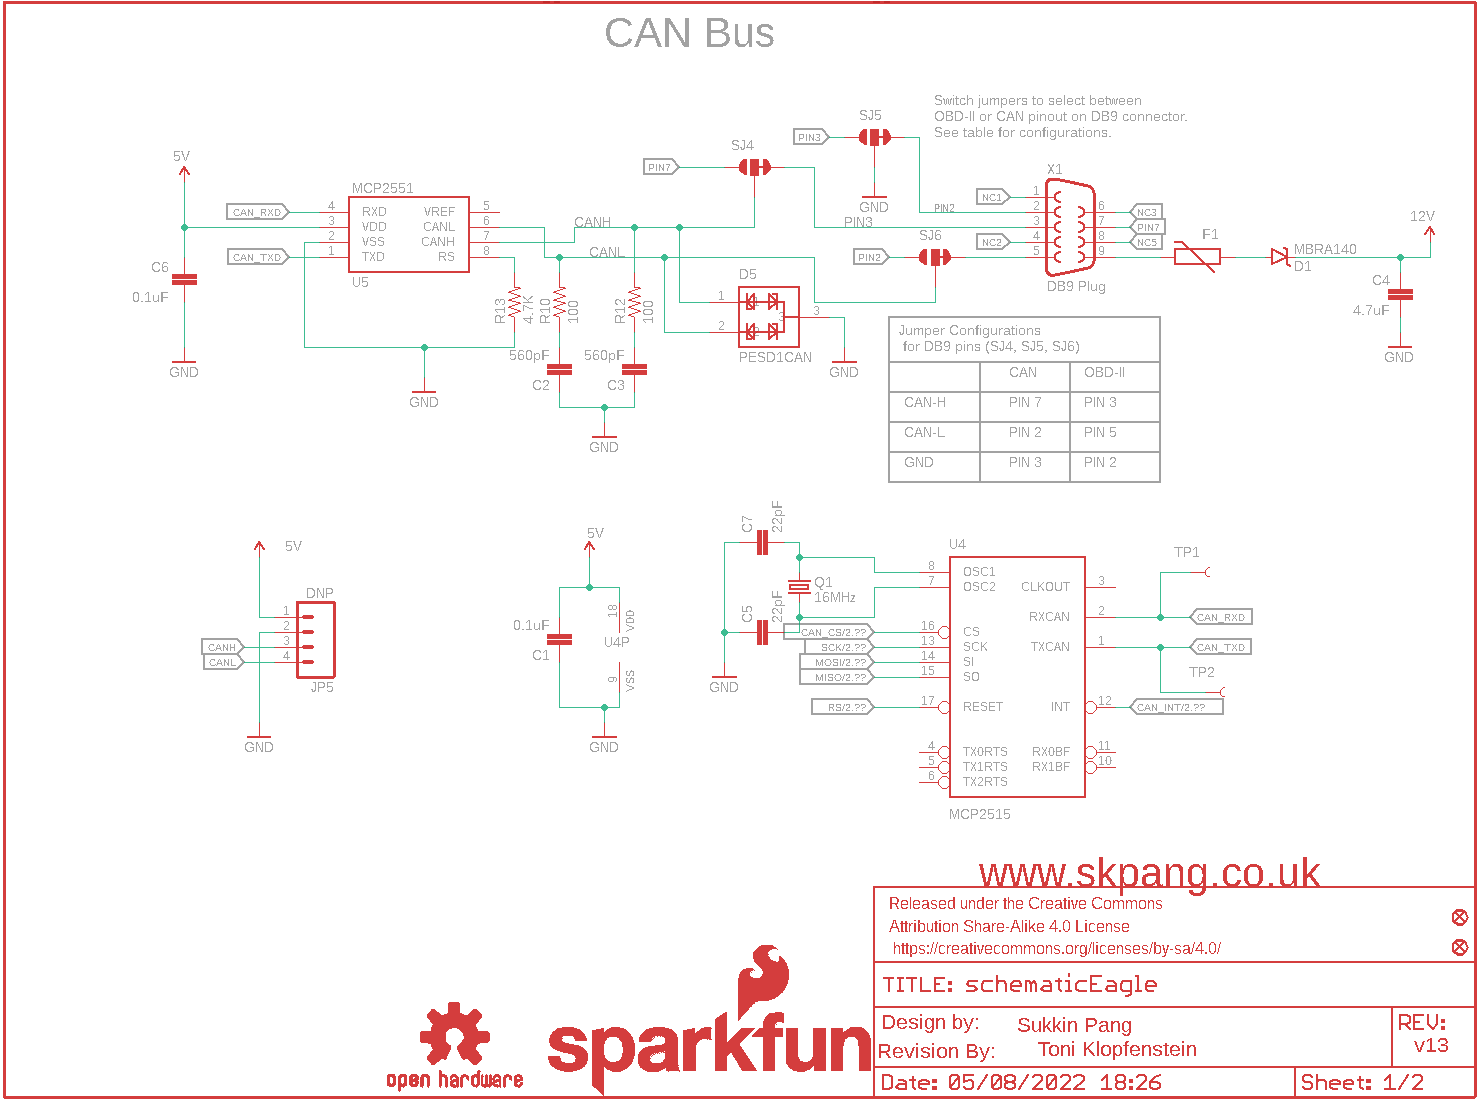 CAN Bus
Switch jumpers to select between
OBD-II or CAN pinout on DB9 connector.
See table for configurations.
SJ5
PIN3
GND
SJ4
PIN7
X1
NC1
1
PIN2
2
PIN3
3
NC2
4
5
6
NC3
7
PIN7
8
NC5
9
DB9 Plug
SJ6
PIN2
F1
MBRA140
D1
12V
C4
4.7uF
GND
5V
C6
0.1uF
GND
MCP2551
CAN_RXD
4 RXD VREF 5
3 VDD CANL 6
2 VSS CANH 7
CAN_TXD
1 TXD RS 8
U5
GND
CANH
CANL
R13
4.7K
R10
100
R12
100
560pF
C2
560pF
C3
GND
D5
1
2
3
3
PESD1CAN
GND
Jumper Configurations
for DB9 pins (SJ4, SJ5, SJ6)
CAN OBD-II
CAN-H PIN 7 PIN 3
CAN-L PIN 2 PIN 5
GND PIN 3 PIN 2
5V
DNP
1
2
CANH
3
CANL
4
JP5
GND
5V
0.1uF
C1
18
VDD
U4P
9
VSS
GND
C7
22pF
Q1
16MHz
C5
22pF
GND
U4
8 OSC1
7 OSC2
CLKOUT 3
RXCAN 2
CAN_CS/2.??
16 CS
SCK/2.??
13 SCK
TXCAN 1
MOSI/2.??
14 SI
MISO/2.??
15 SO
RS/2.??
17 RESET
INT 12
CAN_INT/2.??
4 TX0RTS RX0BF 11
5 TX1RTS RX1BF 10
6 TX2RTS
MCP2515
TP1
CAN_RXD
CAN_TXD
TP2
www.skpang.co.uk
Released under the Creative Commons
Attribution Share-Alike 4.0 License
https://creativecommons.org/licenses/by-sa/4.0/
TITLE: schematicEagle
Design by: Sukkin Pang
Revision By: Toni Klopfenstein
REV:
v13
Date: 05/08/2022 18:26
Sheet: 1/2
open hardware
sparkfun